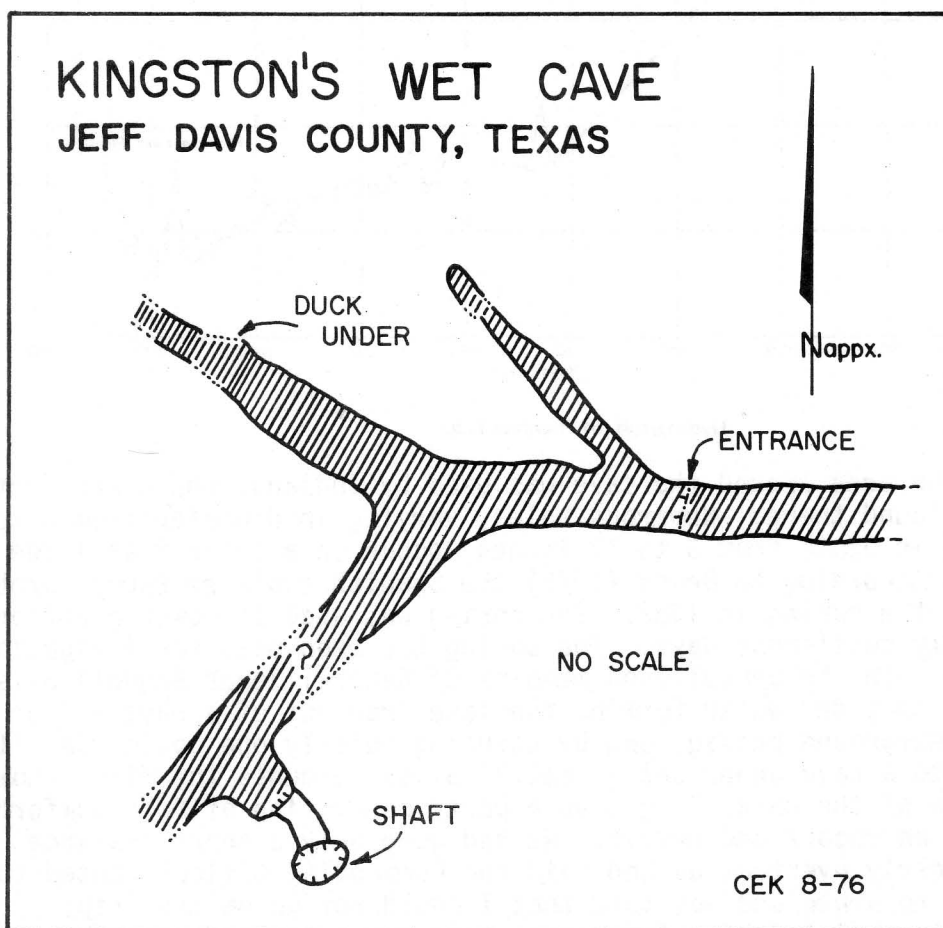 KINGSTON'S WET CAVE
JEFF DAVIS COUNTY, TEXAS
DUCK
UNDER
Nappx.
ENTRANCE
?
NO SCALE
SHAFT
CEK 8-76